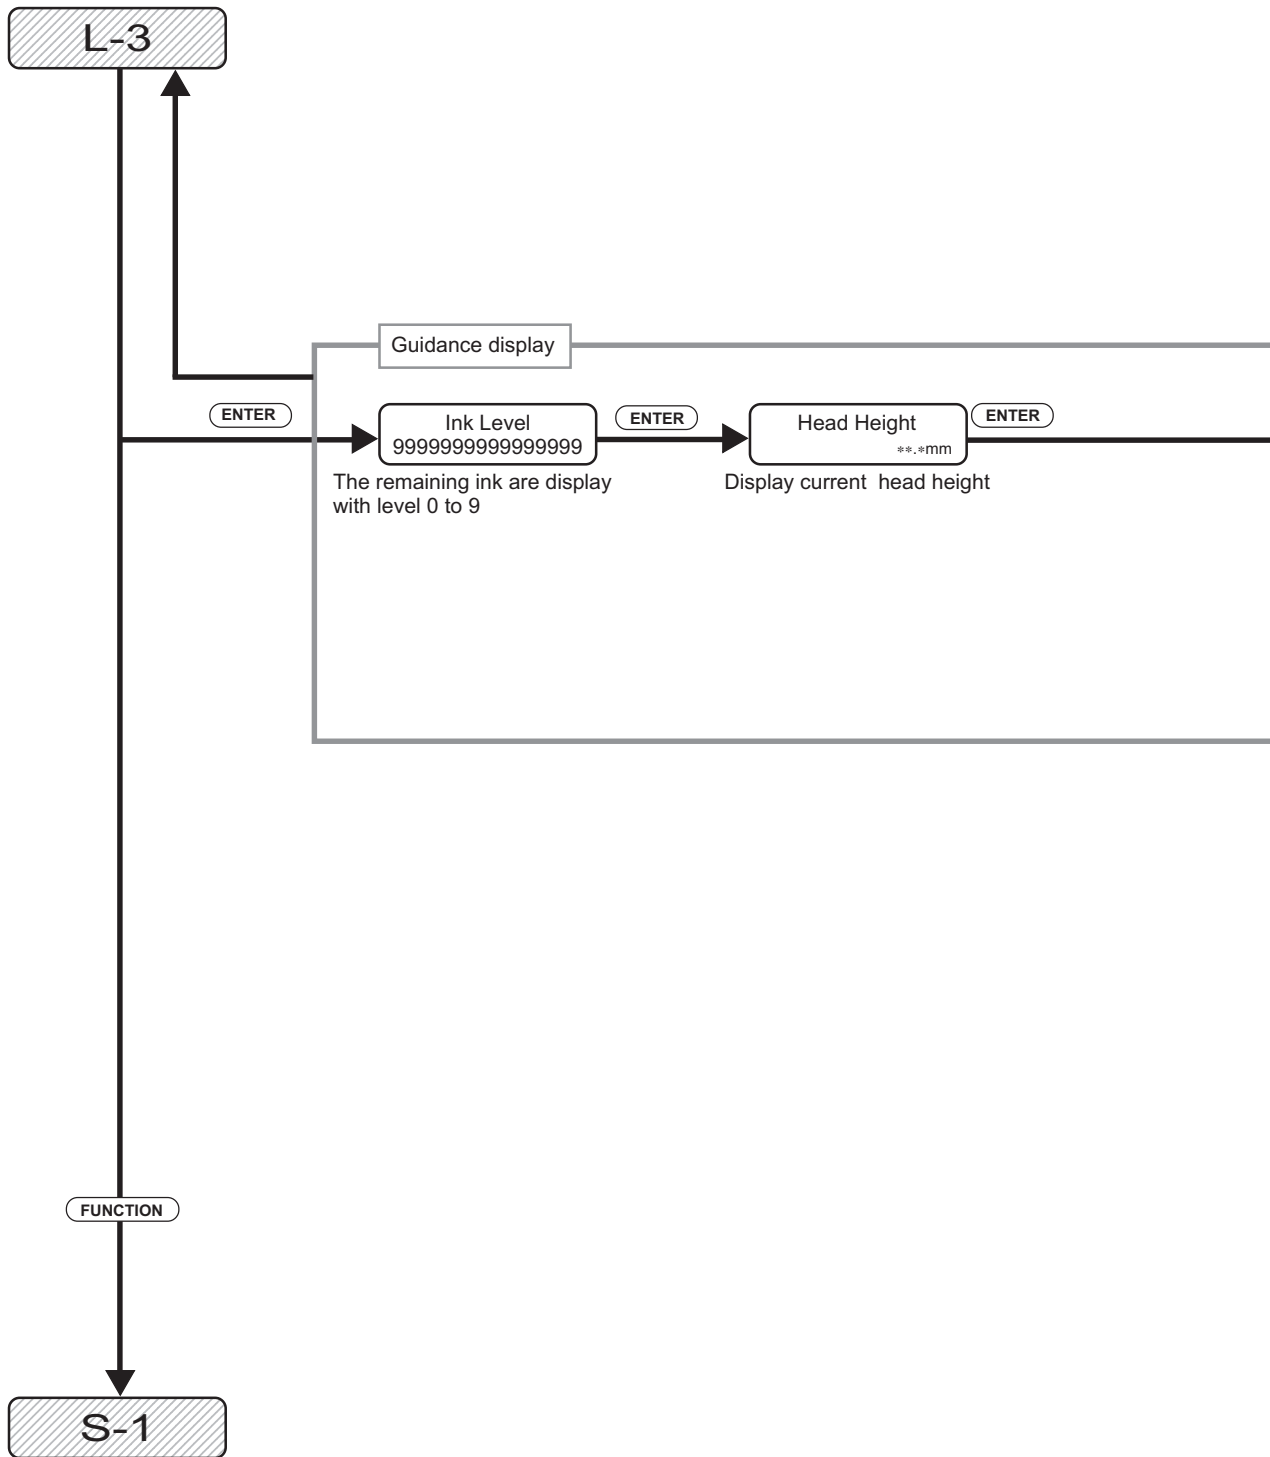 L-3
Guidance display
ENTER
Ink Level
9999999999999999
ENTER
Head Height
**.*mm
ENTER
The remaining ink are display
with level 0 to 9
Display current  head height
FUNCTION
S-1